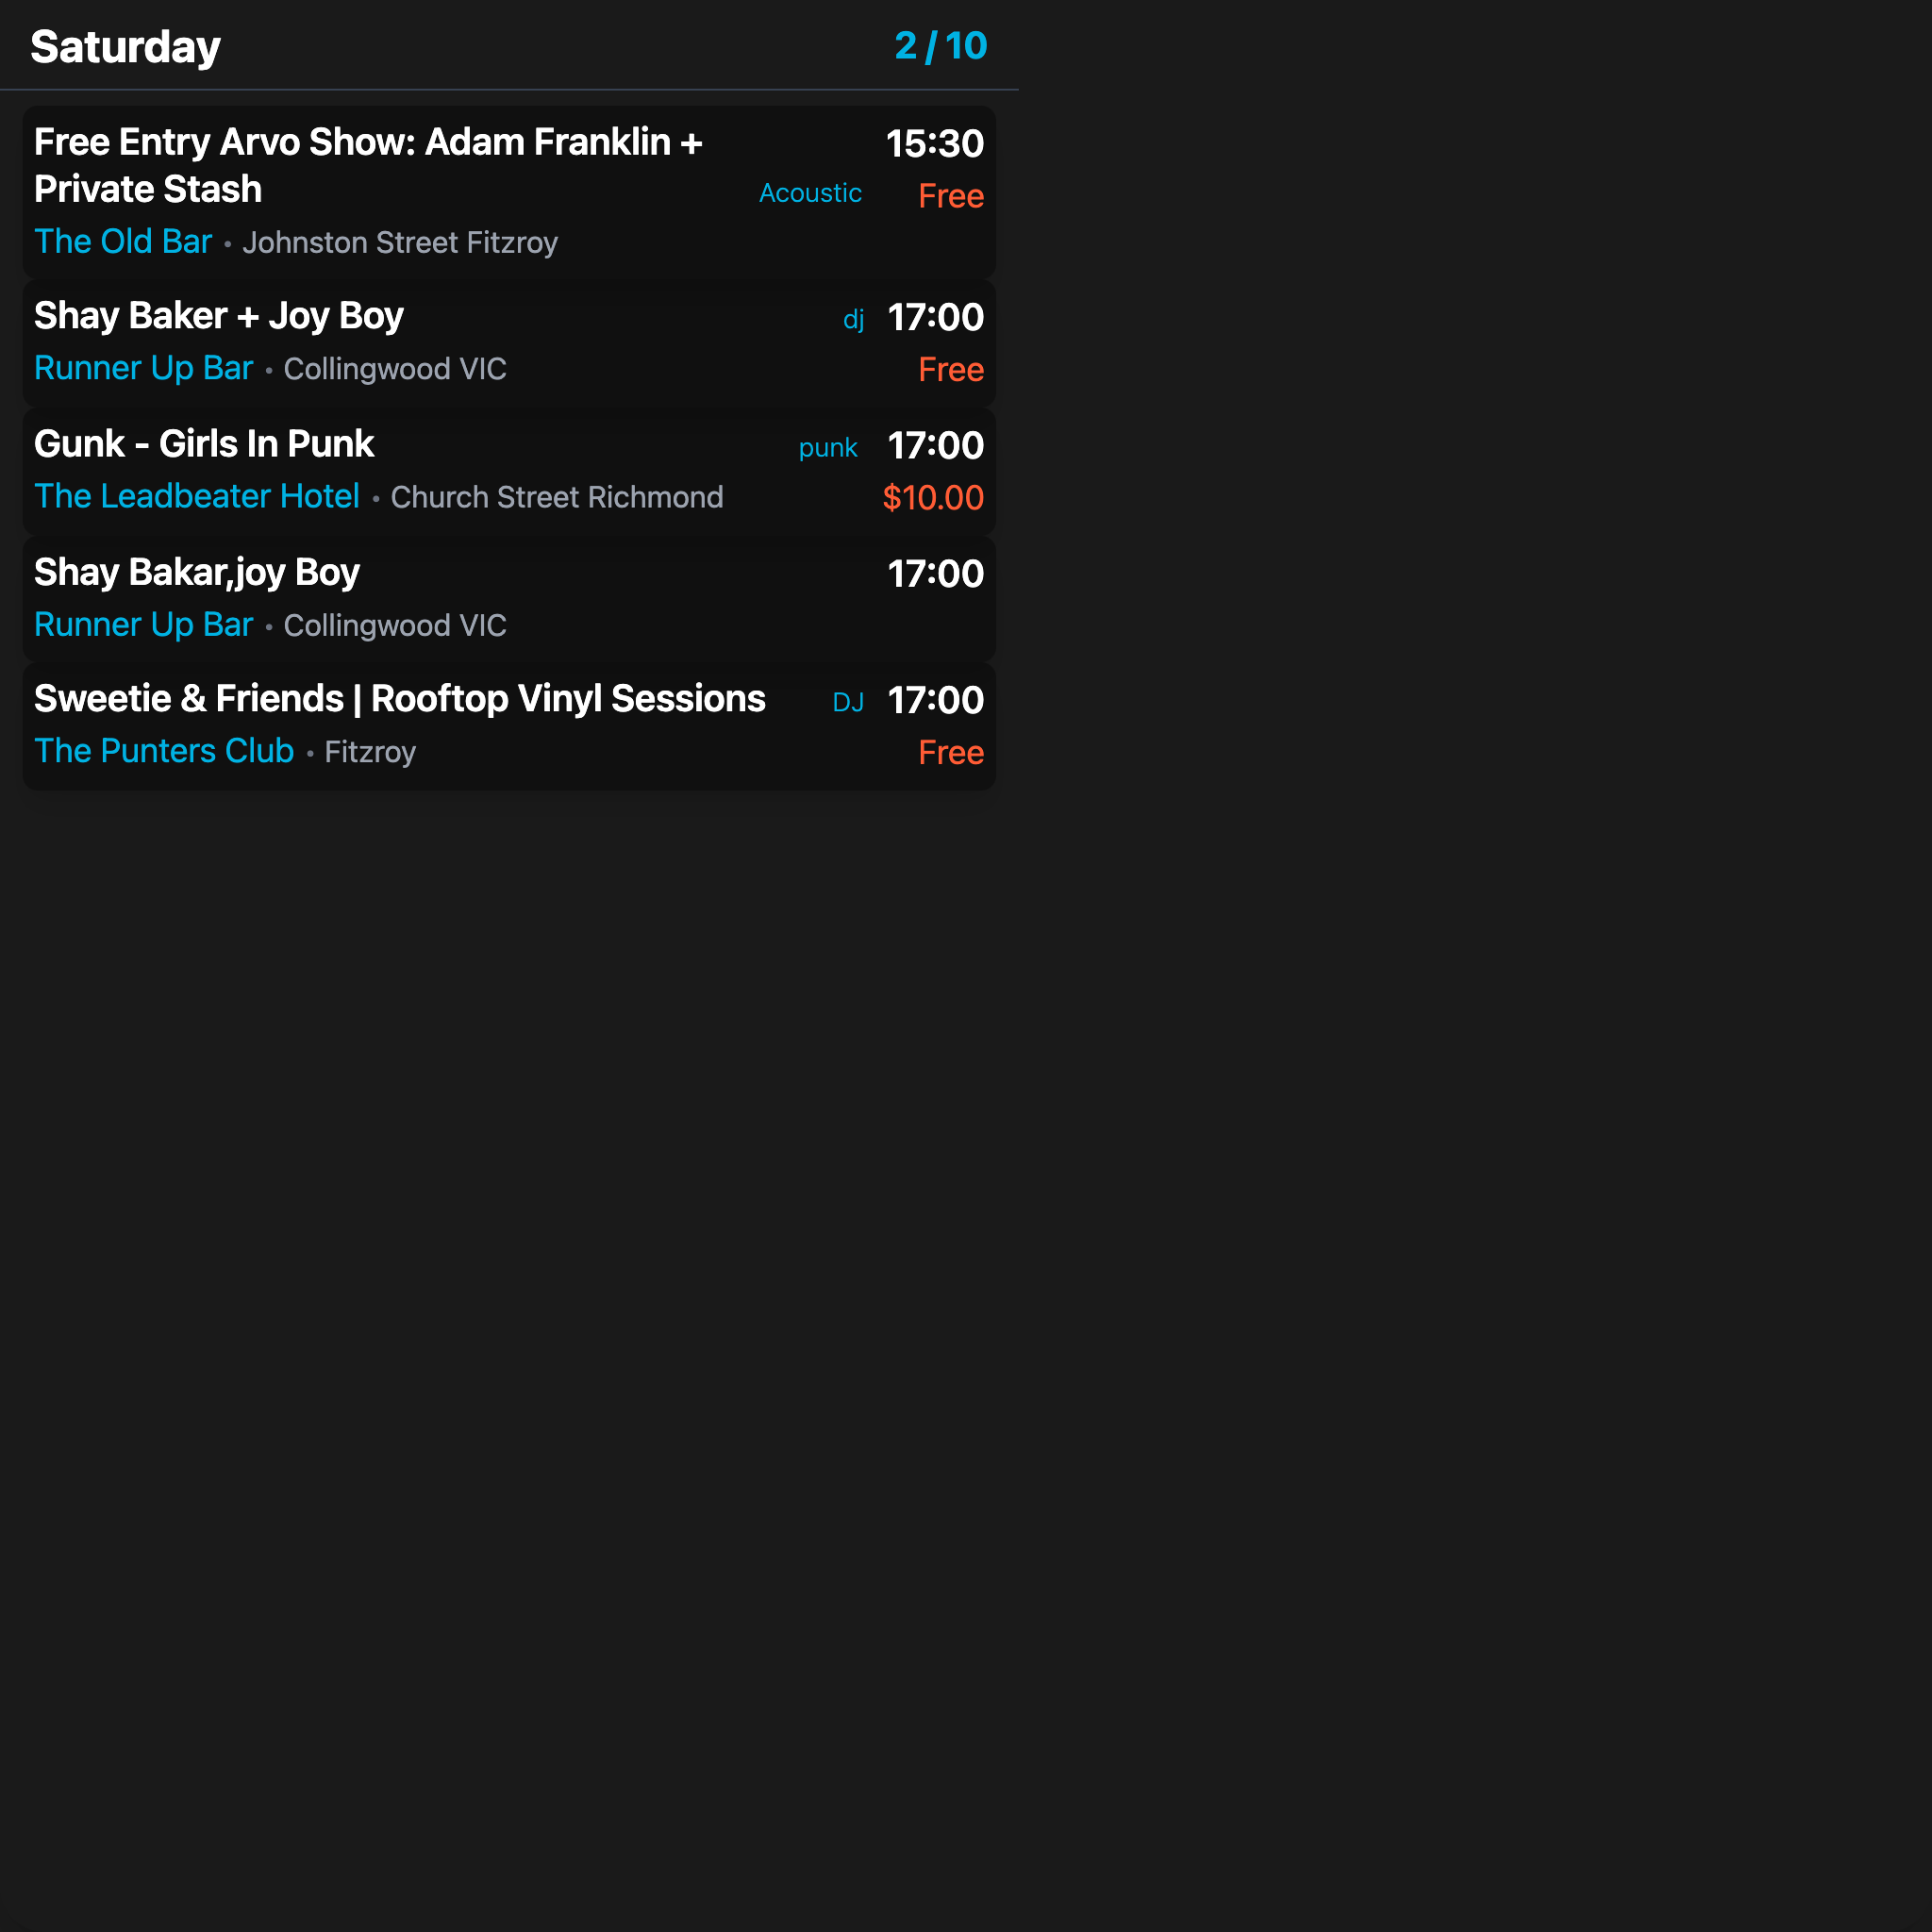 Saturday 2 / 10
Free Entry Arvo Show: Adam Franklin + 15:30
Private Stash Acoustic Free
The Old Bar • Johnston Street Fitzroy
Shay Baker + Joy Boy dj 17:00
Runner Up Bar • Collingwood VIC Free
Gunk - Girls In Punk punk 17:00
The Leadbeater Hotel • Church Street Richmond $10.00
Shay Bakar,joy Boy 17:00
Runner Up Bar • Collingwood VIC
Sweetie & Friends | Rooftop Vinyl Sessions DJ 17:00
The Punters Club • Fitzroy Free